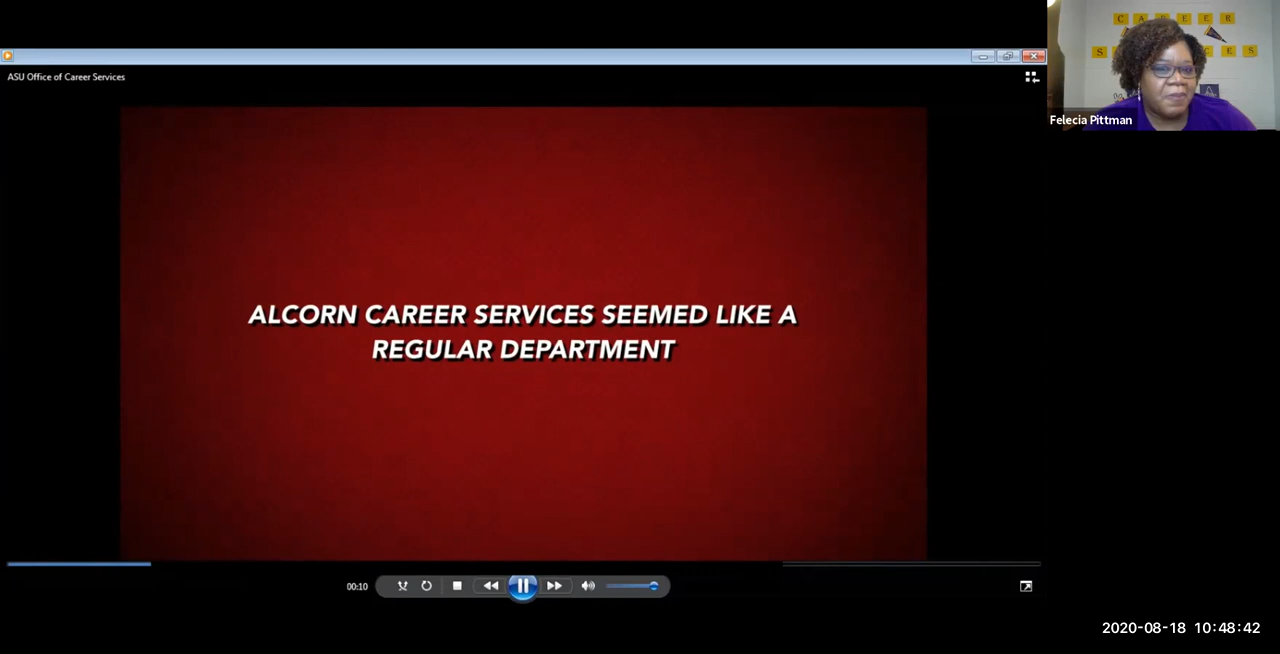 ASU Office of Career Services
CAREER
Felecia Pittman
ALCORN CAREER SERVICES SEEMED LIKE A
REGULAR DEPARTMENT
00:10
2020-08-18 10:48:42